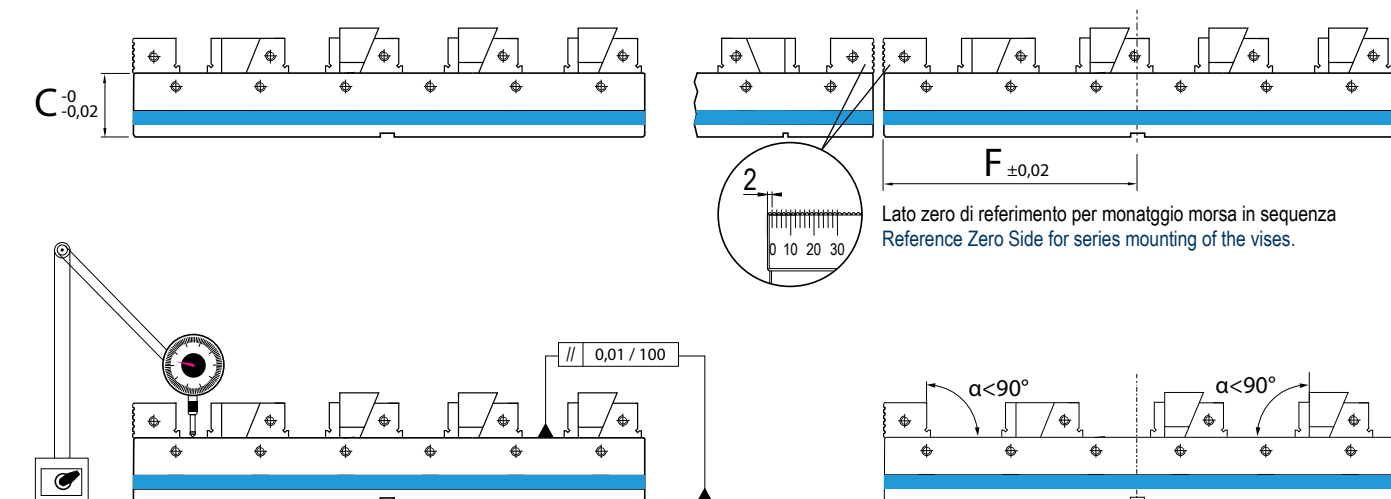 C -0
-0,02
2
0 10 20 30
F ±0,02
Lato zero di referimento per monatggio morsa in sequenza
Reference Zero Side for series mounting of the vises.
// 0,01 / 100
α<90°
α<90°